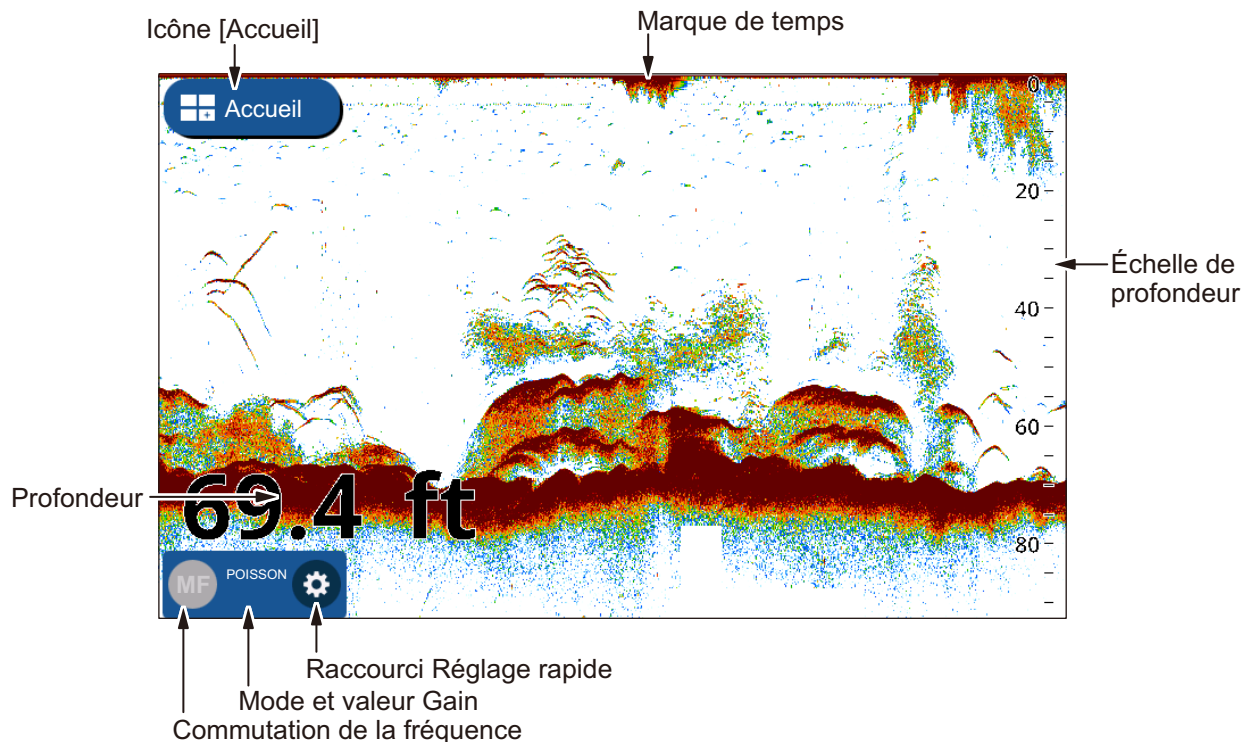 Icône [Accueil]
Marque de temps
Accueil
0
20
Échelle de
profondeur
40
60
Profondeur
69.4 ft
80
MF
POISSON
Raccourci Réglage rapide
Mode et valeur Gain
Commutation de la fréquence